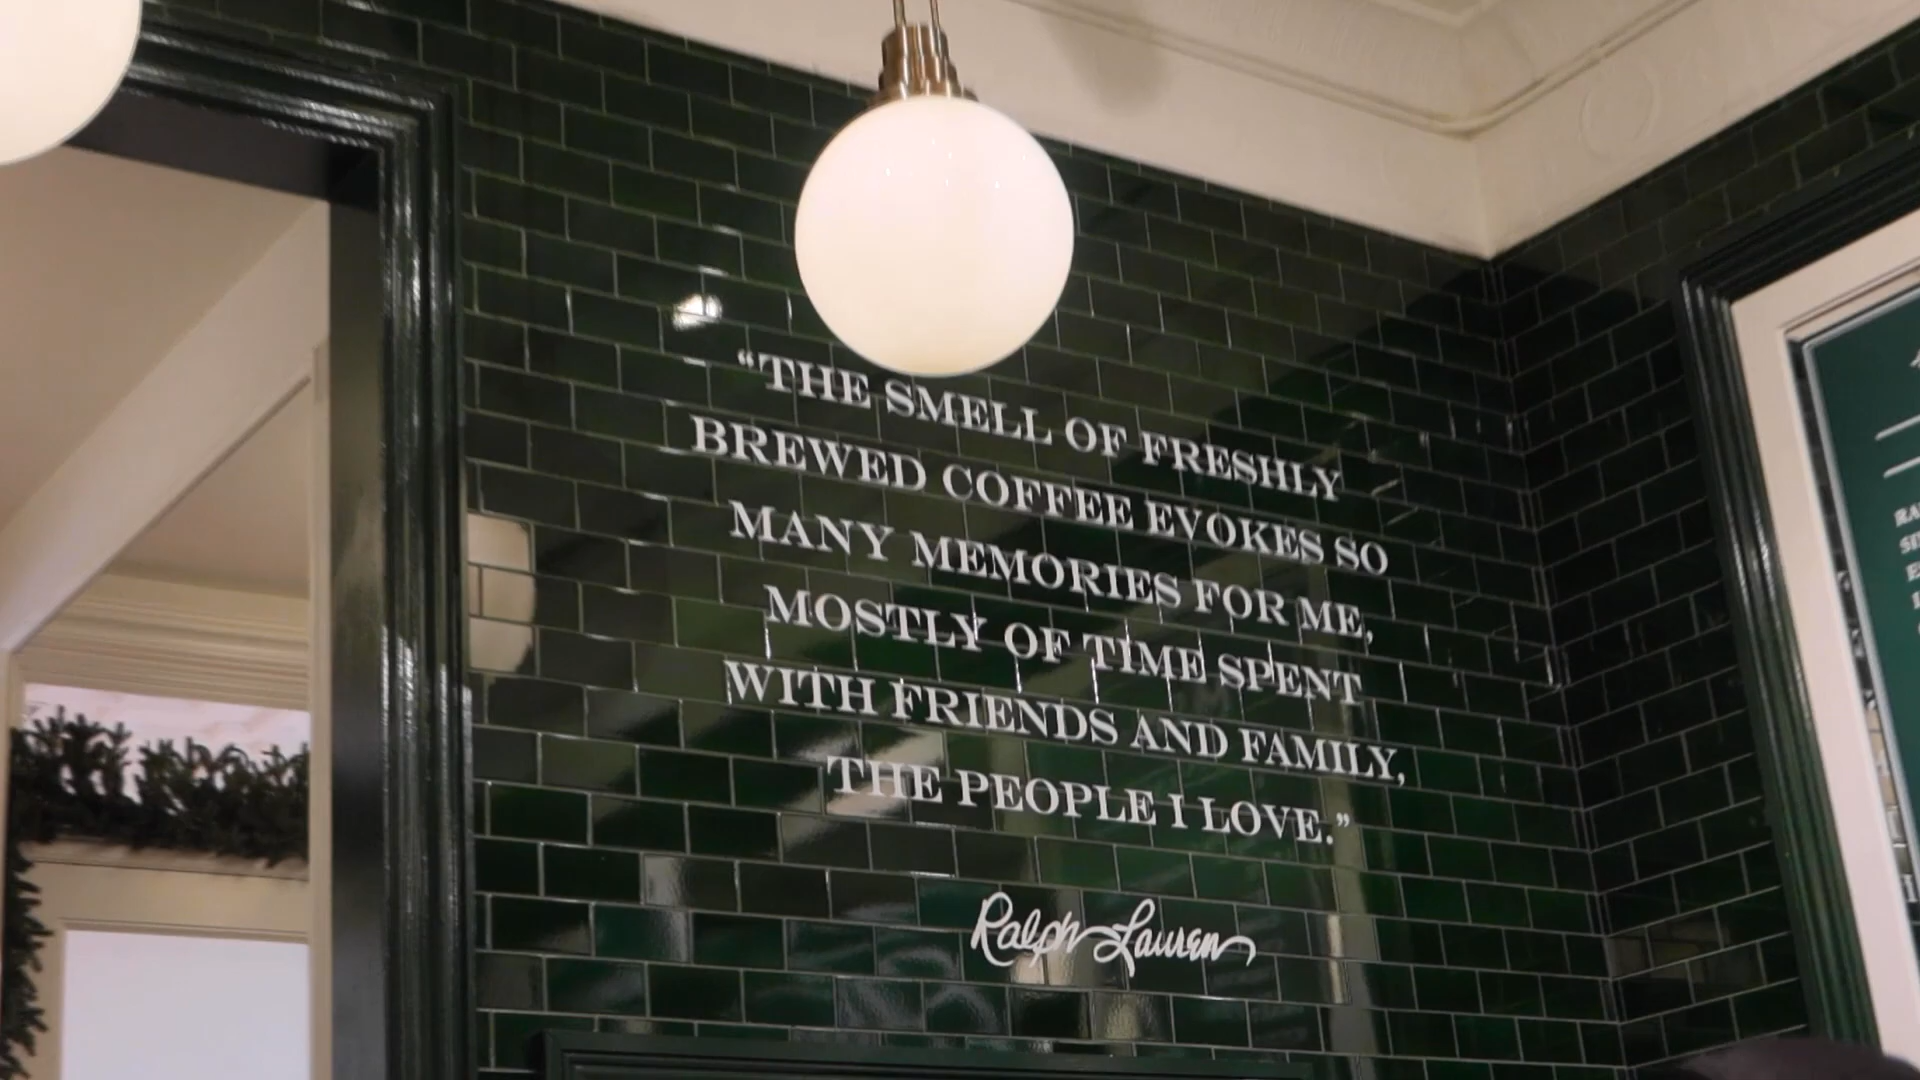 “THE SMELL OF FRESHLY
BREWED COFFEE EVOKES SO
MANY MEMORIES FOR ME,
MOSTLY OF TIME SPENT
WITH FRIENDS AND FAMILY,
THE PEOPLE I LOVE.”
Ralph Lauren